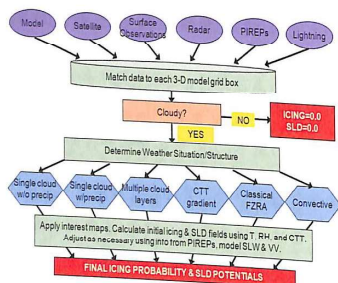 Model
Satellite
Surface
Observations
Radar
PIREPs
Lightning
Match data to each 3-D model grid box
Cloudy?
NO
ICING=0.0
SLD=0.0
YES
Determine Weather Situation/Structure
Single cloud
w/o precip
Single cloud
w/precip
Multiple cloud
layers
CTT
gradient
Classical
FZRA
Convective
Apply interest maps. Calculate initial icing & SLD fields using T, RH, and CTT.
Adjust as necessary using info from PIREPs, model SLW & VV.
FINAL ICING PROBABILITY & SLD POTENTIALS